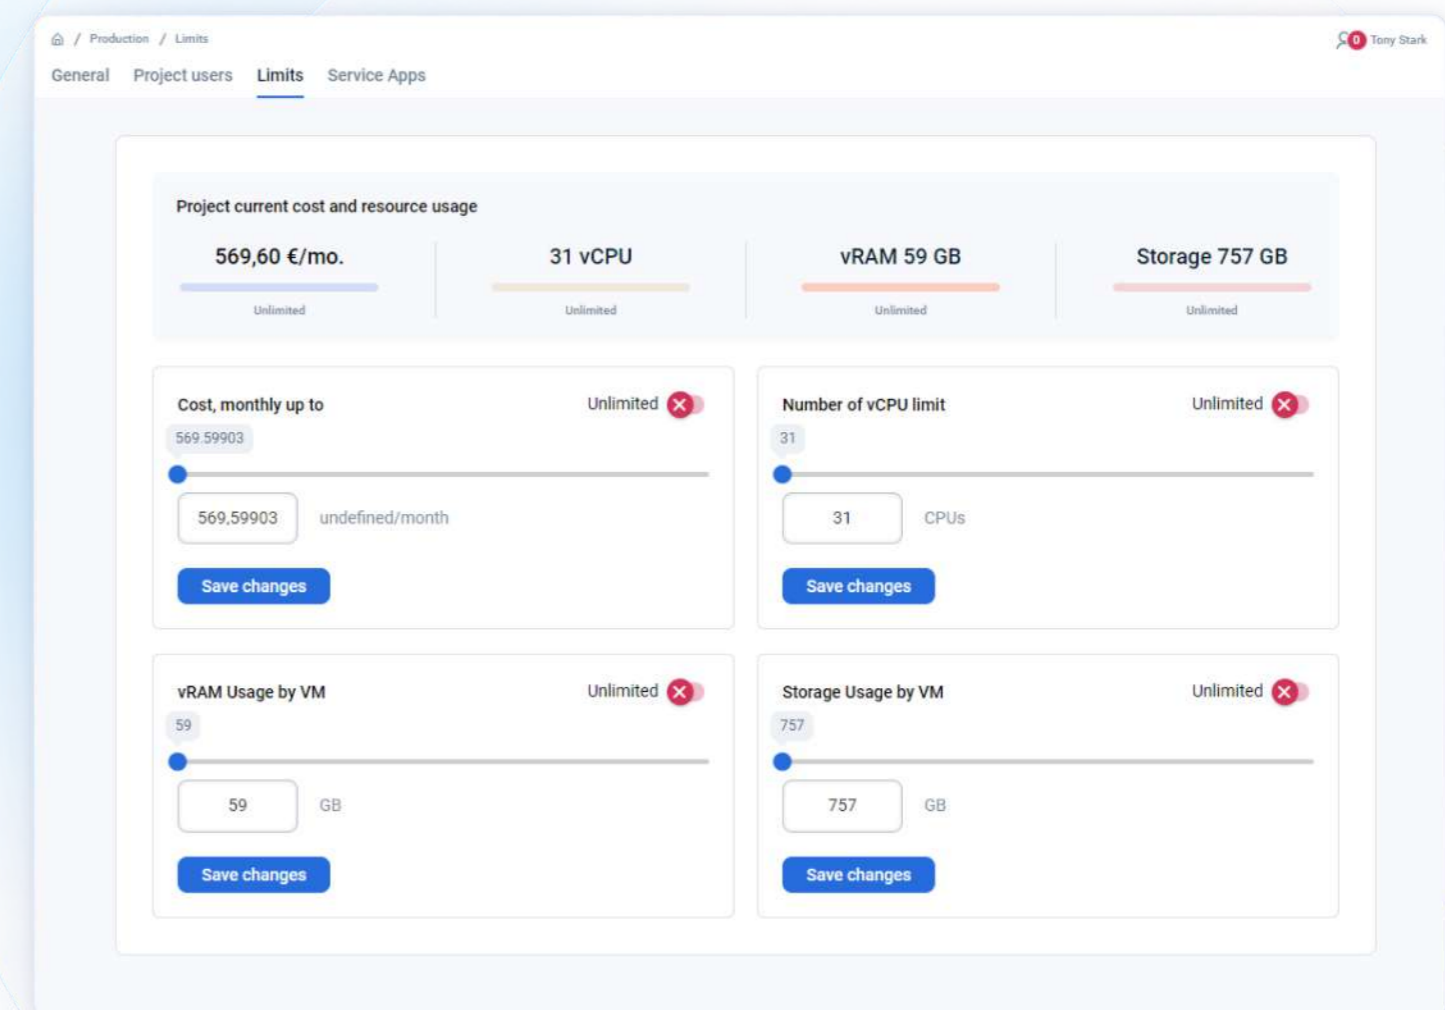 / Production / Limits
0 Tony Stark
General Project users Limits Service Apps
Project current cost and resource usage
569,60 €/mo. 31 vCPU vRAM 59 GB Storage 757 GB
Unlimited Unlimited Unlimited Unlimited
Cost, monthly up to Unlimited
569.59903
569,59903 undefined/month
Save changes
Number of vCPU limit Unlimited
31
31 CPUs
Save changes
vRAM Usage by VM Unlimited
59
59 GB
Save changes
Storage Usage by VM Unlimited
757
757 GB
Save changes